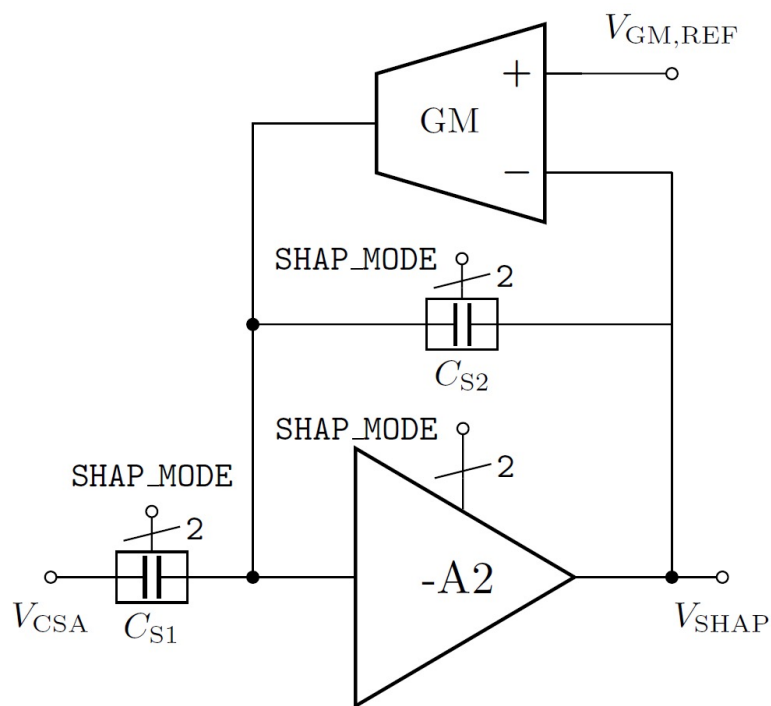 V_GM,REF
+
GM
−
SHAP_MODE
2
C_S2
SHAP_MODE
2
SHAP_MODE
2
-A2
V_CSA
C_S1
V_SHAP